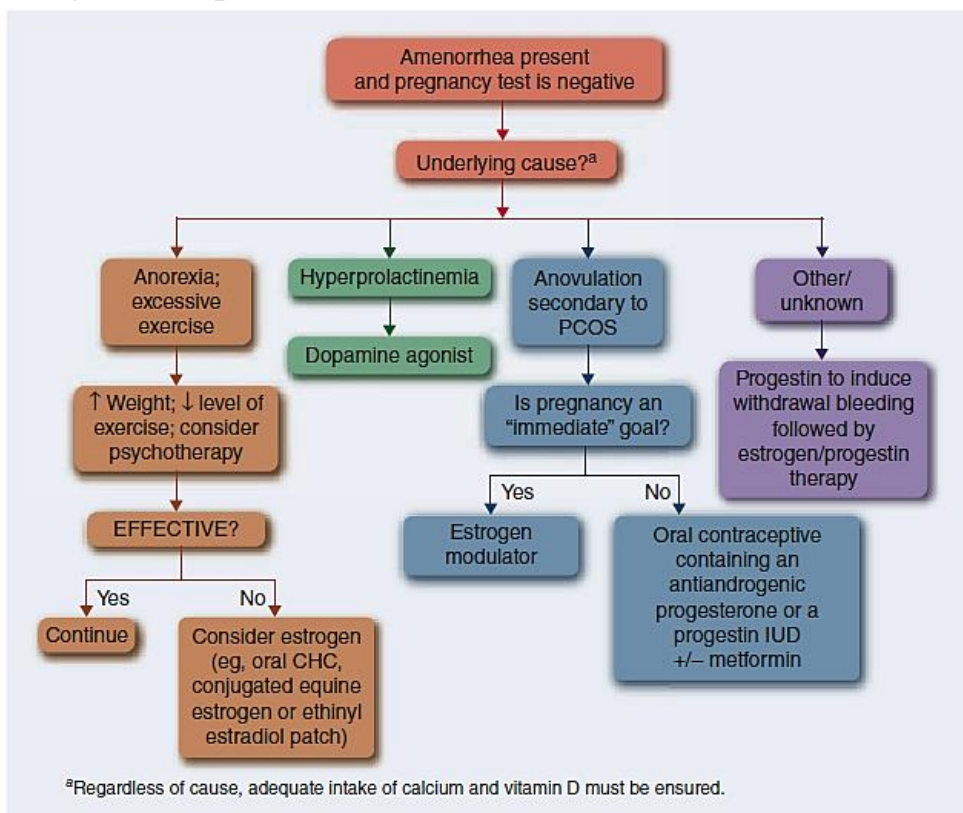 Amenorrhea present
and pregnancy test is negative
Underlying cause?a
Anorexia;
excessive
exercise
Hyperprolactinemia
Anovulation
secondary to
PCOS
Other/
unknown
Dopamine agonist
↑ Weight; ↓ level of
exercise; consider
psychotherapy
Is pregnancy an
“immediate” goal?
Progestin to induce
withdrawal bleeding
followed by
estrogen/progestin
therapy
EFFECTIVE?
Yes
No
Estrogen
modulator
Oral contraceptive
containing an
antiandrogenic
progesterone or a
progestin IUD
+/– metformin
Yes
No
Continue
Consider estrogen
(eg, oral CHC,
conjugated equine
estrogen or ethinyl
estradiol patch)
aRegardless of cause, adequate intake of calcium and vitamin D must be ensured.